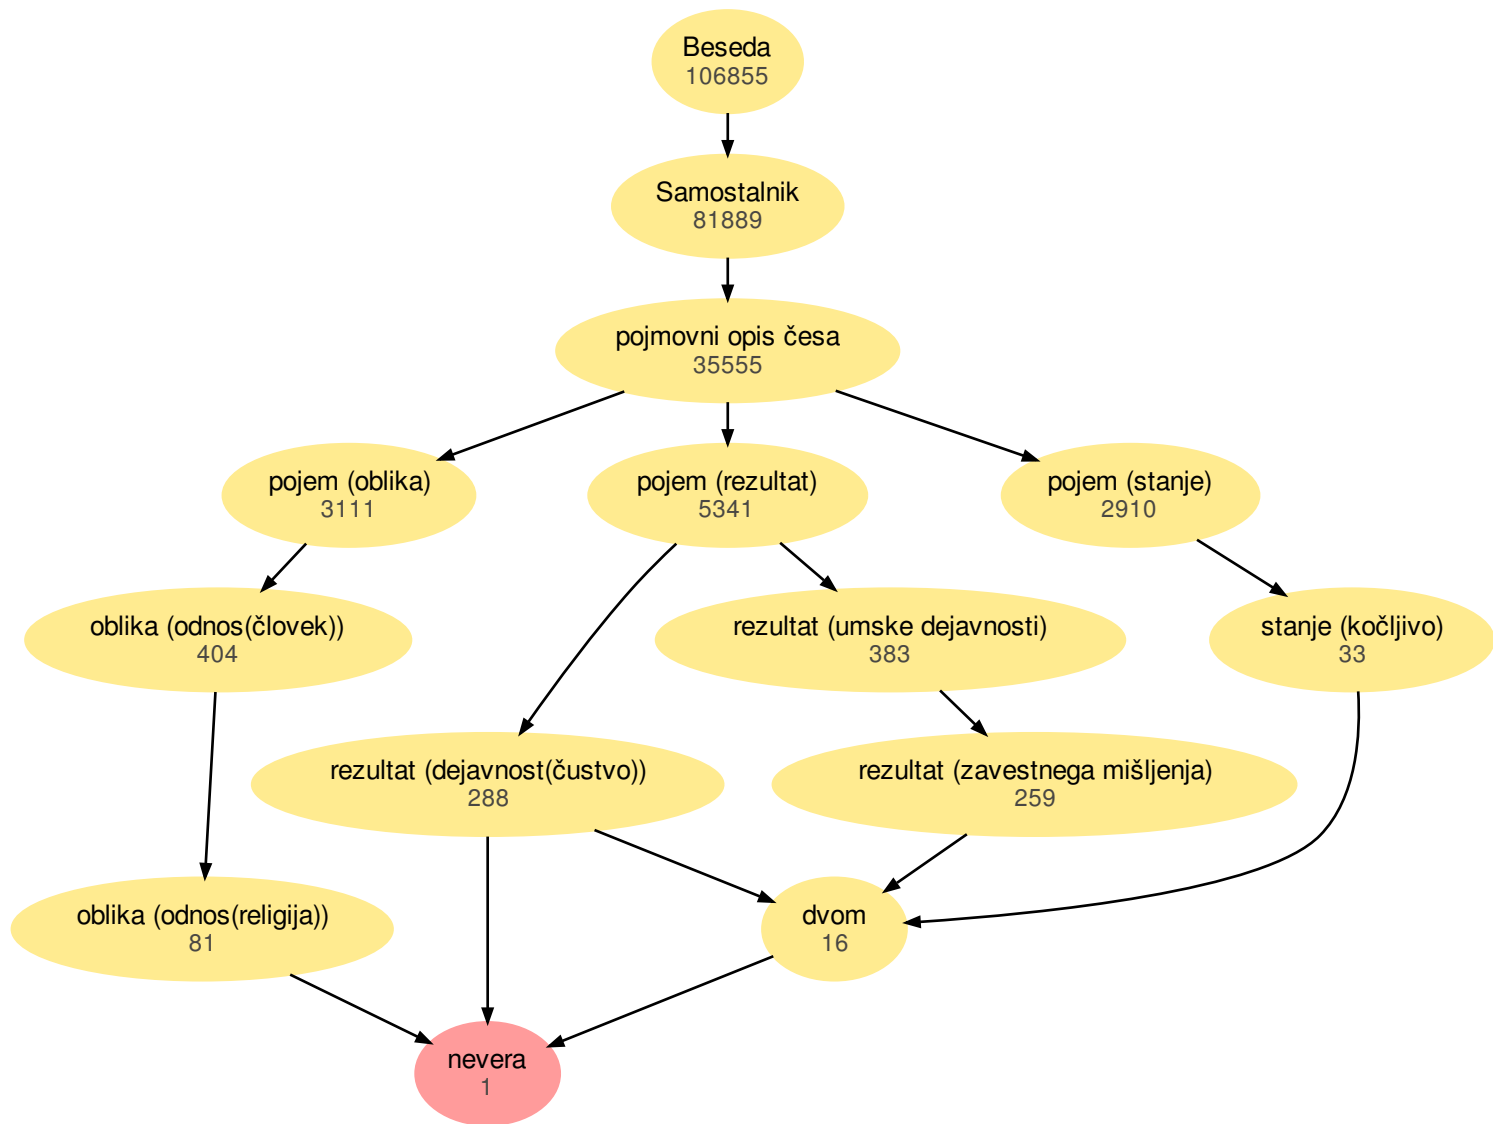 Beseda
106855
Samostalnik
81889
pojmovni opis česa
35555
pojem (oblika)
3111
pojem (rezultat)
5341
pojem (stanje)
2910
oblika (odnos(človek))
404
rezultat (umske dejavnosti)
383
stanje (kočljivo)
33
rezultat (dejavnost(čustvo))
288
rezultat (zavestnega mišljenja)
259
oblika (odnos(religija))
81
dvom
16
nevera
1